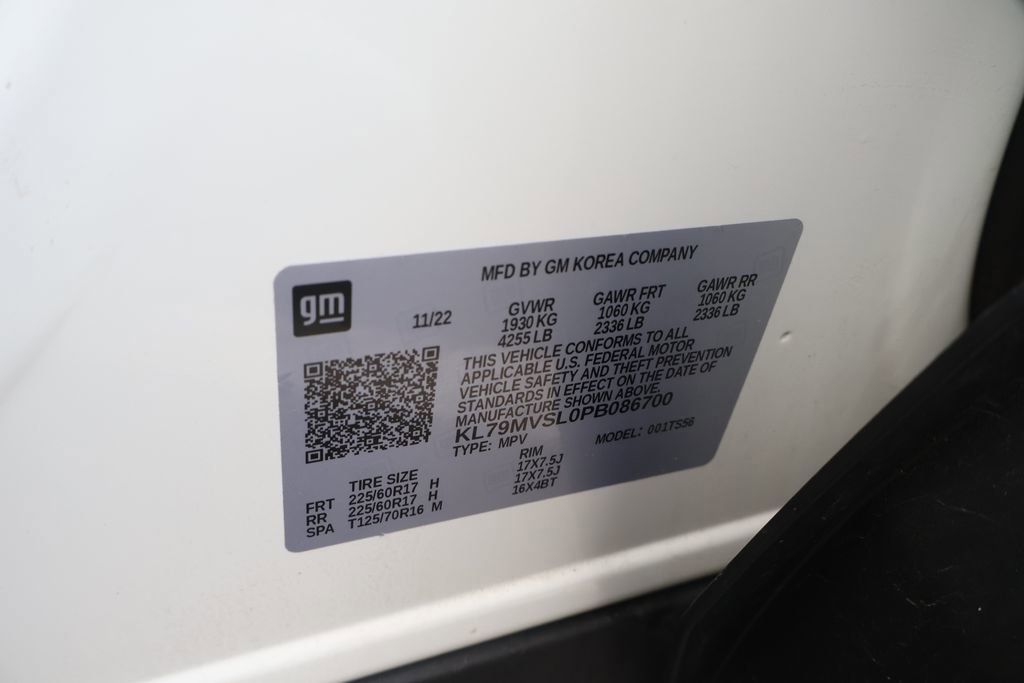 MFD BY GM KOREA COMPANY
gm
11/22
GVWR GAWR FRT GAWR RR
1930 KG 1060 KG 1060 KG
4255 LB 2336 LB 2336 LB
THIS VEHICLE CONFORMS TO ALL
APPLICABLE U.S. FEDERAL MOTOR
VEHICLE SAFETY AND THEFT PREVENTION
STANDARDS IN EFFECT ON THE DATE OF
MANUFACTURE SHOWN ABOVE.
KL79MVSL0PB086700
TYPE: MPV MODEL: 001TS56
TIRE SIZE RIM
FRT 225/60R17 H 17X7.5J
RR 225/60R17 H 17X7.5J
SPA T125/70R16 M 16X4BT